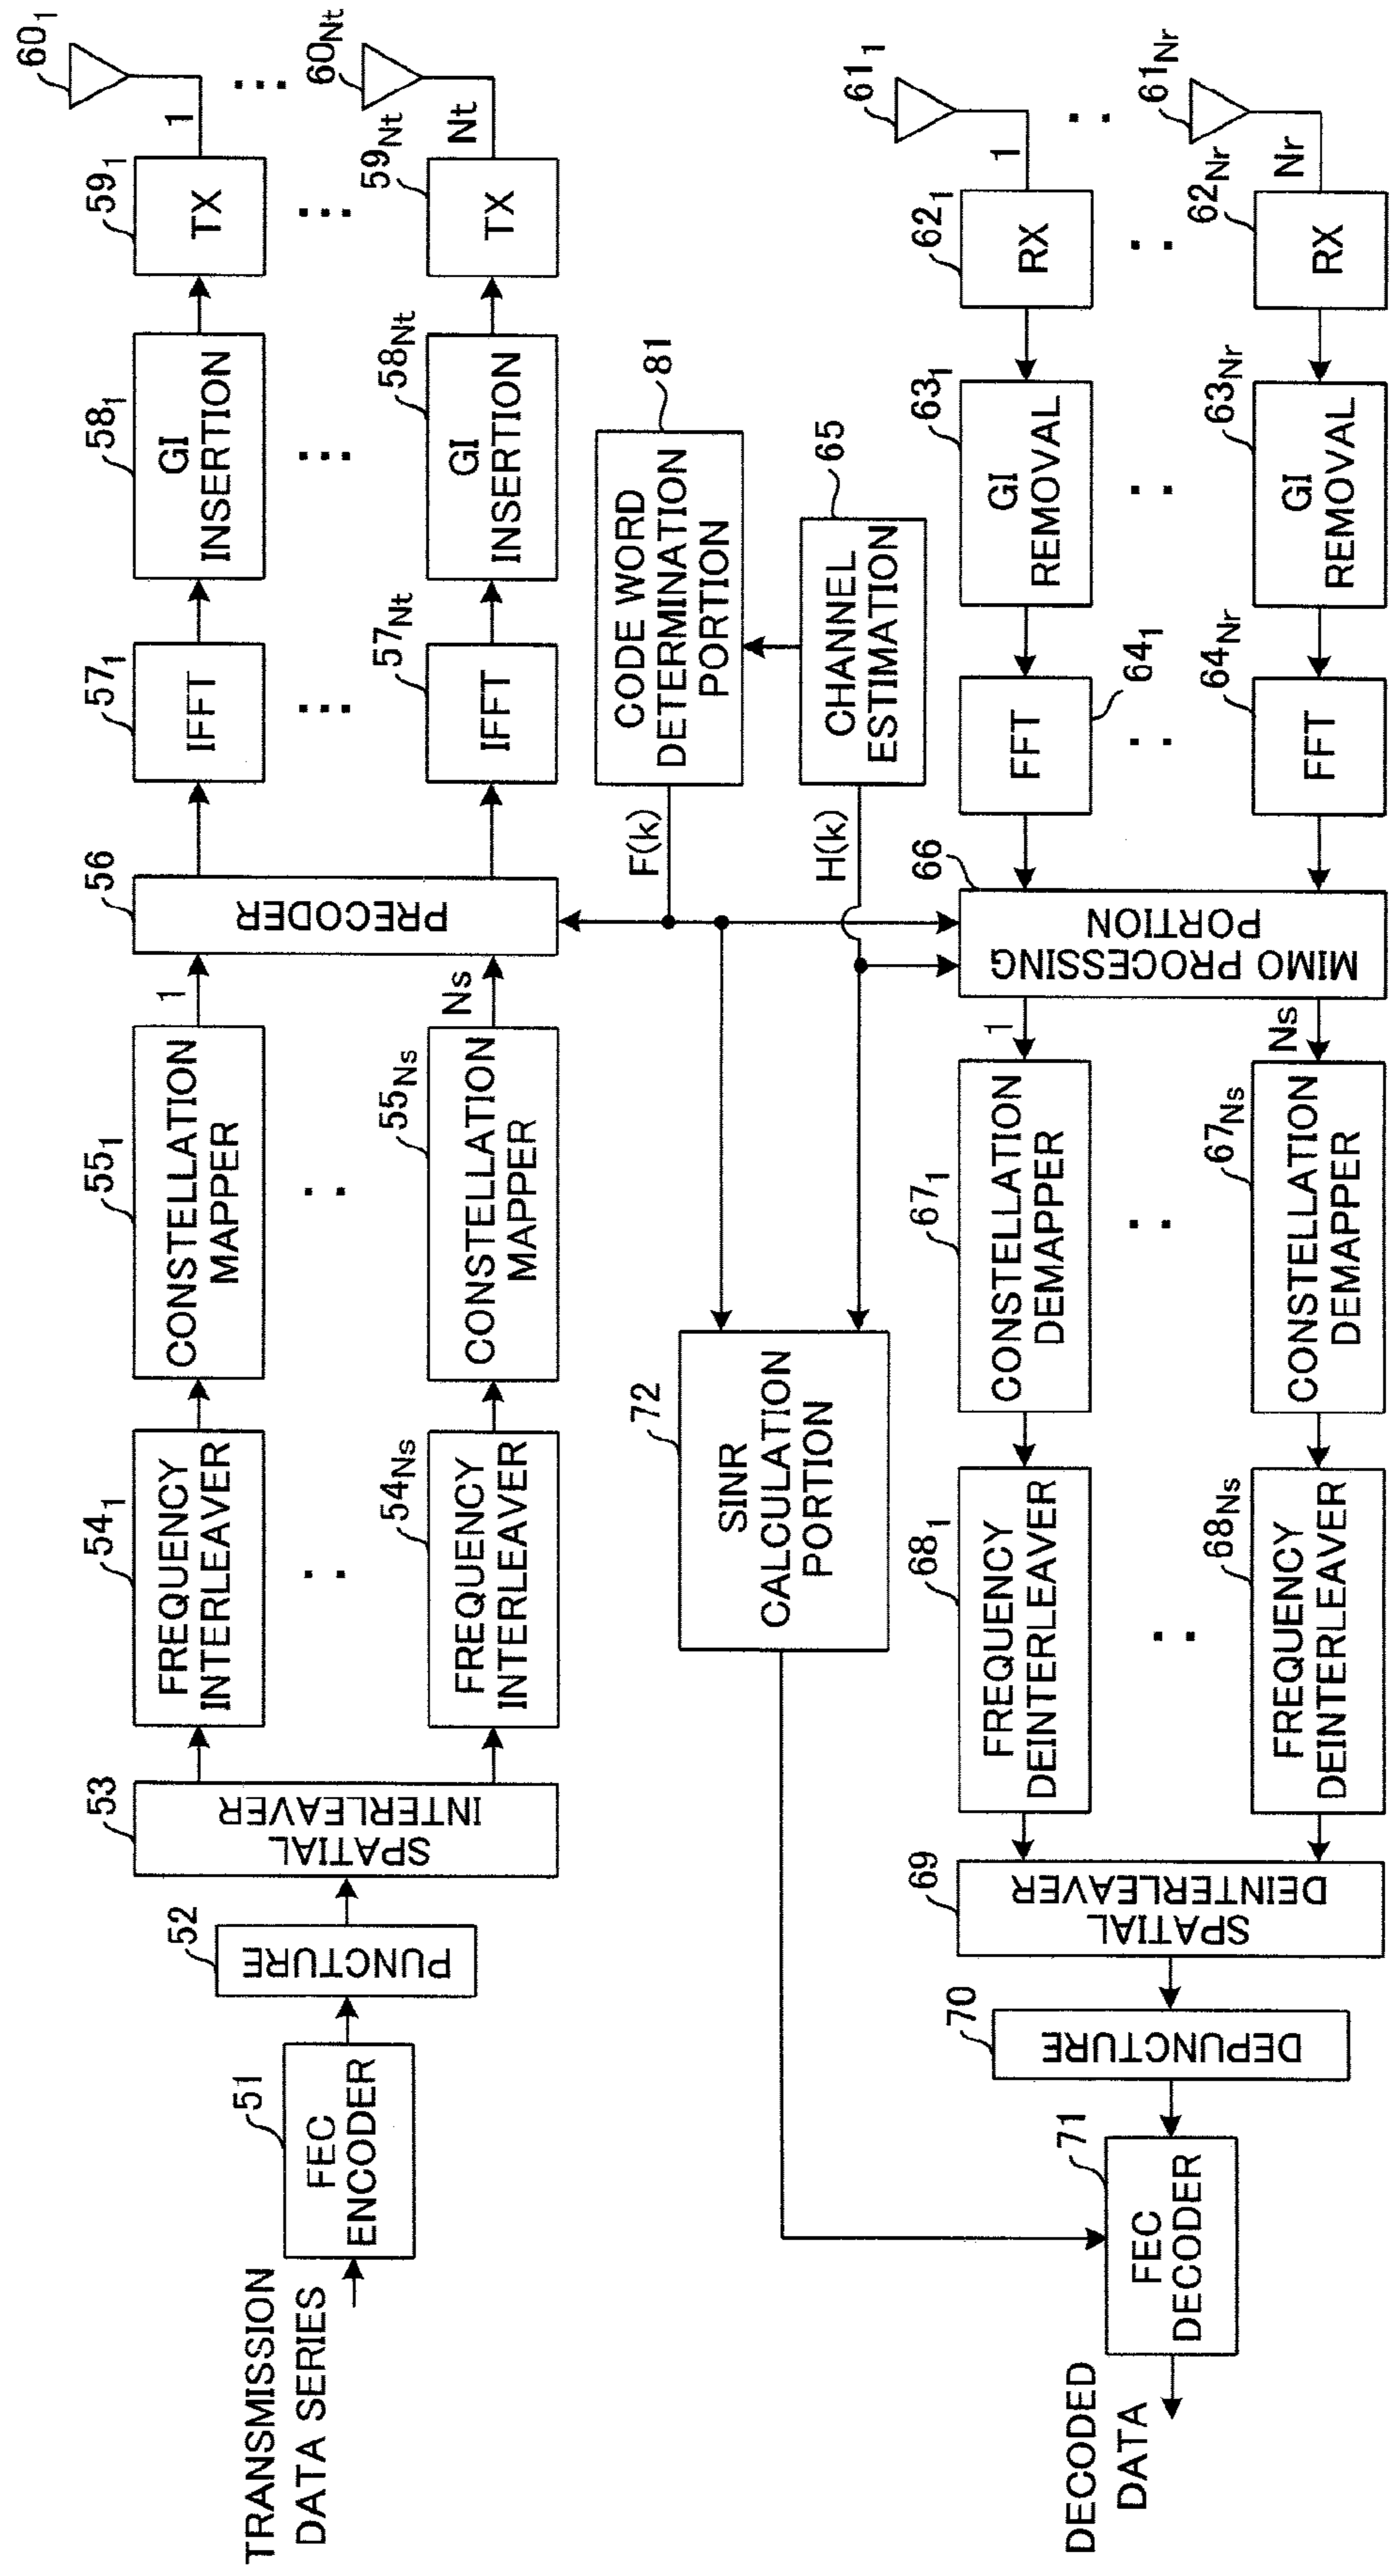 TRANSMISSION
DATA SERIES
51
FEC
ENCODER
52
PUNCTURE
53
SPATIAL
INTERLEAVER
54₁
FREQUENCY
INTERLEAVER
54Ns
FREQUENCY
INTERLEAVER
55₁
CONSTELLATION
MAPPER
1
55Ns
CONSTELLATION
MAPPER
Ns
56
PRECODER
57₁
IFFT
57Nt
IFFT
58₁
GI
INSERTION
58Nt
GI
INSERTION
59₁
TX
1
59Nt
TX
Nt
60₁
60Nt
81
CODE WORD
DETERMINATION
PORTION
F(k)
65
CHANNEL
ESTIMATION
H(k)
72
SINR
CALCULATION
PORTION
61₁
1
61Nr
Nr
62₁
RX
62Nr
RX
63₁
GI
REMOVAL
63Nr
GI
REMOVAL
64₁
FFT
64Nr
FFT
66
MIMO PROCESSING
PORTION
1
Ns
67₁
CONSTELLATION
DEMAPPER
67Ns
CONSTELLATION
DEMAPPER
68₁
FREQUENCY
DEINTERLEAVER
68Ns
FREQUENCY
DEINTERLEAVER
69
SPATIAL
DEINTERLEAVER
70
DEPUNCTURE
71
FEC
DECODER
DECODED
DATA